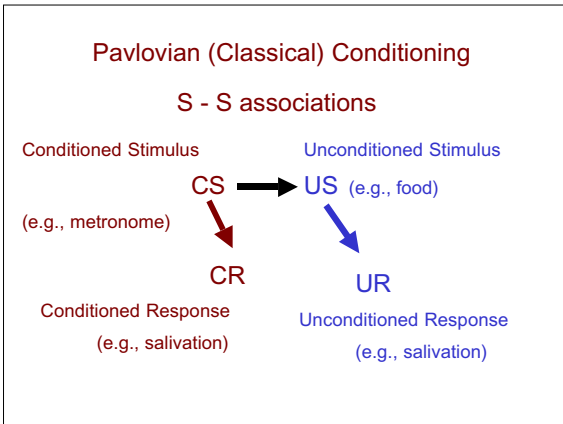 Pavlovian (Classical) Conditioning
S - S associations
Conditioned Stimulus
Unconditioned Stimulus
CS
US (e.g., food)
(e.g., metronome)
CR
UR
Conditioned Response
(e.g., salivation)
Unconditioned Response
(e.g., salivation)